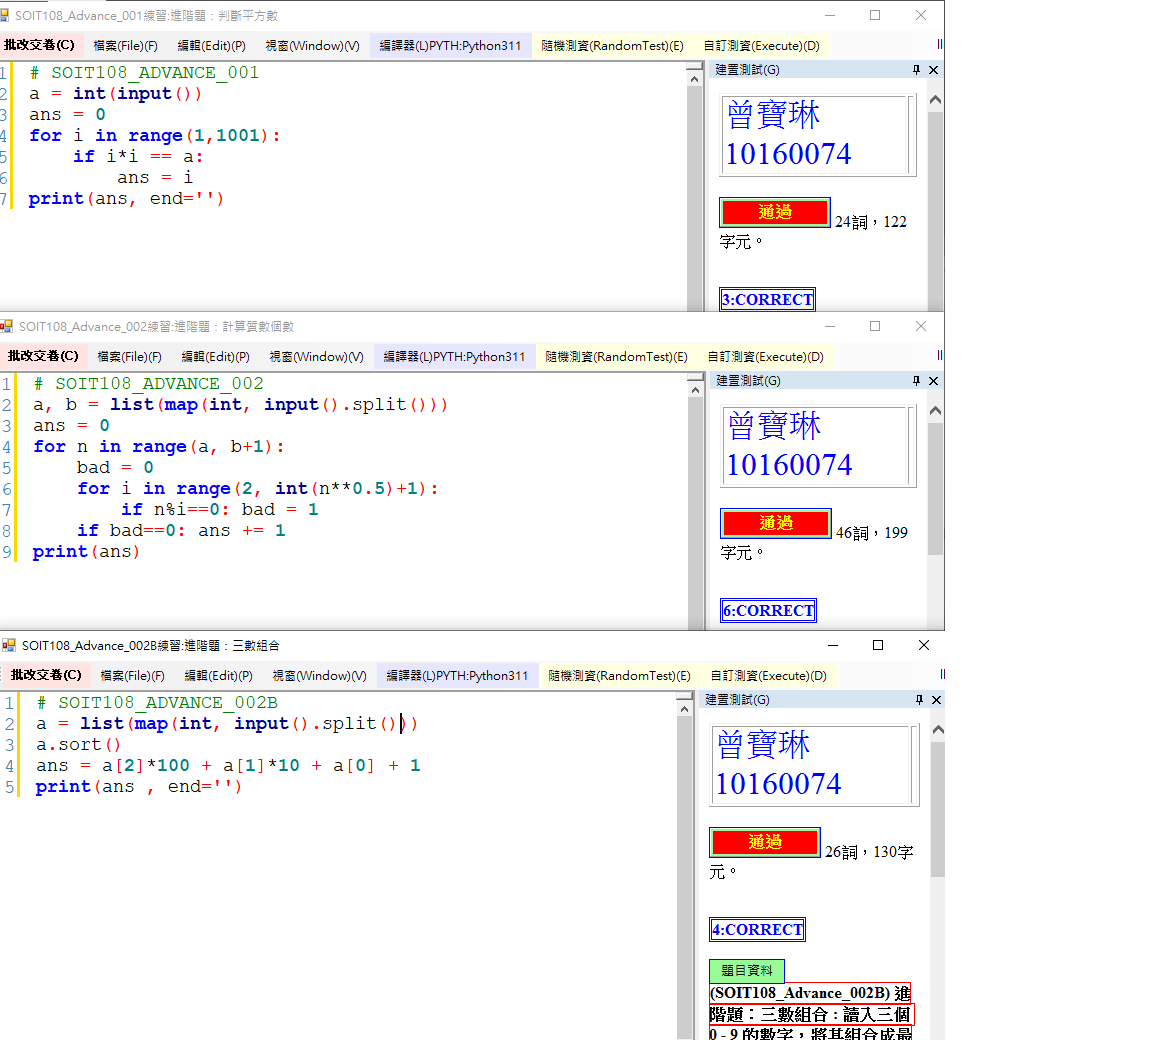 SOIT108_Advance_001練習:進階題：判斷平方數
批改交卷(C) 檔案(File)(F) 編輯(Edit)(P) 視窗(Window)(V) 編譯器(L)PYTH:Python311 隨機測資(RandomTest)(E) 自訂測資(Execute)(D)
1 # SOIT108_ADVANCE_001
2 a = int(input())
3 ans = 0
4 for i in range(1,1001):
5     if i*i == a:
6         ans = i
7 print(ans, end='')
建置測試(G)
曾寶琳
10160074
通過 24詞，122
字元。
3:CORRECT
SOIT108_Advance_002練習:進階題：計算質數個數
批改交卷(C) 檔案(File)(F) 編輯(Edit)(P) 視窗(Window)(V) 編譯器(L)PYTH:Python311 隨機測資(RandomTest)(E) 自訂測資(Execute)(D)
1 # SOIT108_ADVANCE_002
2 a, b = list(map(int, input().split()))
3 ans = 0
4 for n in range(a, b+1):
5     bad = 0
6     for i in range(2, int(n**0.5)+1):
7         if n%i==0: bad = 1
8     if bad==0: ans += 1
9 print(ans)
建置測試(G)
曾寶琳
10160074
通過 46詞，199
字元。
6:CORRECT
SOIT108_Advance_002B練習:進階題：三數組合
批改交卷(C) 檔案(File)(F) 編輯(Edit)(P) 視窗(Window)(V) 編譯器(L)PYTH:Python311 隨機測資(RandomTest)(E) 自訂測資(Execute)(D)
1 # SOIT108_ADVANCE_002B
2 a = list(map(int, input().split()))
3 a.sort()
4 ans = a[2]*100 + a[1]*10 + a[0] + 1
5 print(ans , end='')
建置測試(G)
曾寶琳
10160074
通過 26詞，130字
元。
4:CORRECT
題目資料
(SOIT108_Advance_002B) 進
階題：三數組合 : 讀入三個
0 - 9 的數字，將其組合成最